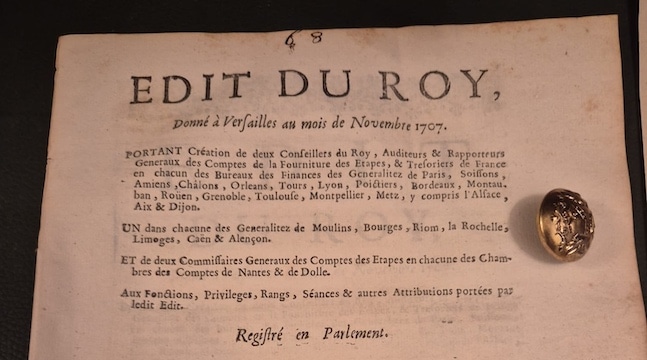 6 8
EDIT DU ROY,
Donné à Verſailles au mois de Novembre 1707.
PORTANT Création de deux Conſeillers du Roy, Auditeurs & Rapporteurs
Generaux des Comptes de la Fourniture des Etapes, & Treſoriers de France
en chacun des Bureaux des Finances des Generalitez de Paris, Soiſſons,
Amiens, Châlons, Orleans, Tours, Lyon, Poictiers, Bordeaux, Montau.
ban, Roüen, Grenoble, Toulouſe, Montpellier, Metz, y compris l'Alſace,
Aix & Dijon.
UN dans chacune des Generalitez de Moulins, Bourges, Riom, la Rochelle,
Limoges, Caën & Alençon.
ET de deux Commiſſaires Generaux des Comptes des Etapes en chacune des Cham-
bres des Comptes de Nantes & de Dolle.
Aux Fonctions, Privileges, Rangs, Séances & autres Attributions portées par
ledit Edit.
Regiſtré en Parlement.